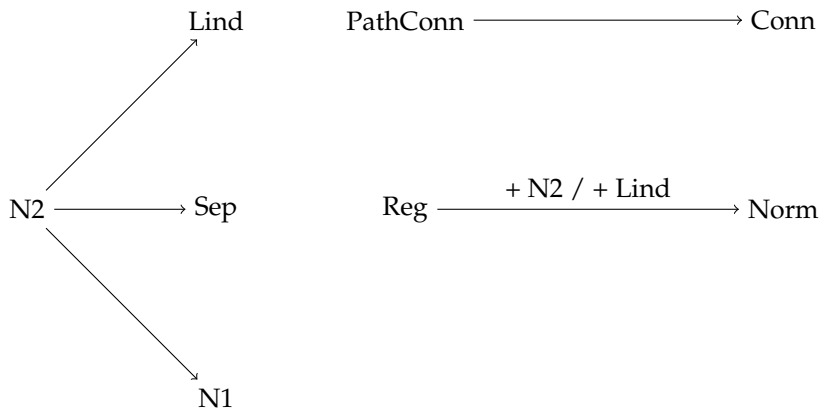 Lind PathConn Conn
+ N2 / + Lind
N2 Sep Reg Norm
N1